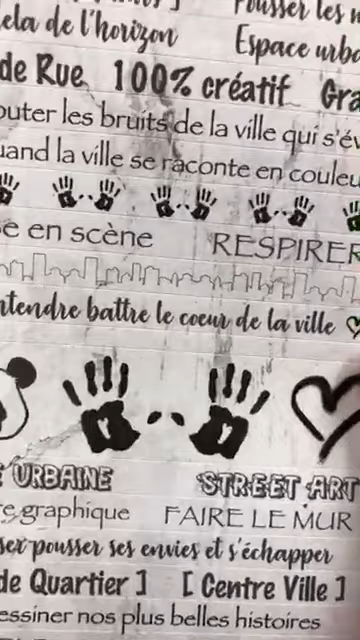 Pousser les
ela de l'horizon Espace urba
de Rue 100% créatif Gra
outer les bruits de la ville qui s'év
uand la ville se raconte en couleu
e en scène RESPIRER
ntendre battre le coeur de la ville
E URBAINE STREET ART
re graphique FAIRE LE MUR
ser pousser ses envies et s'échapper
de Quartier ] [ Centre Ville ]
essiner nos plus belles histoires